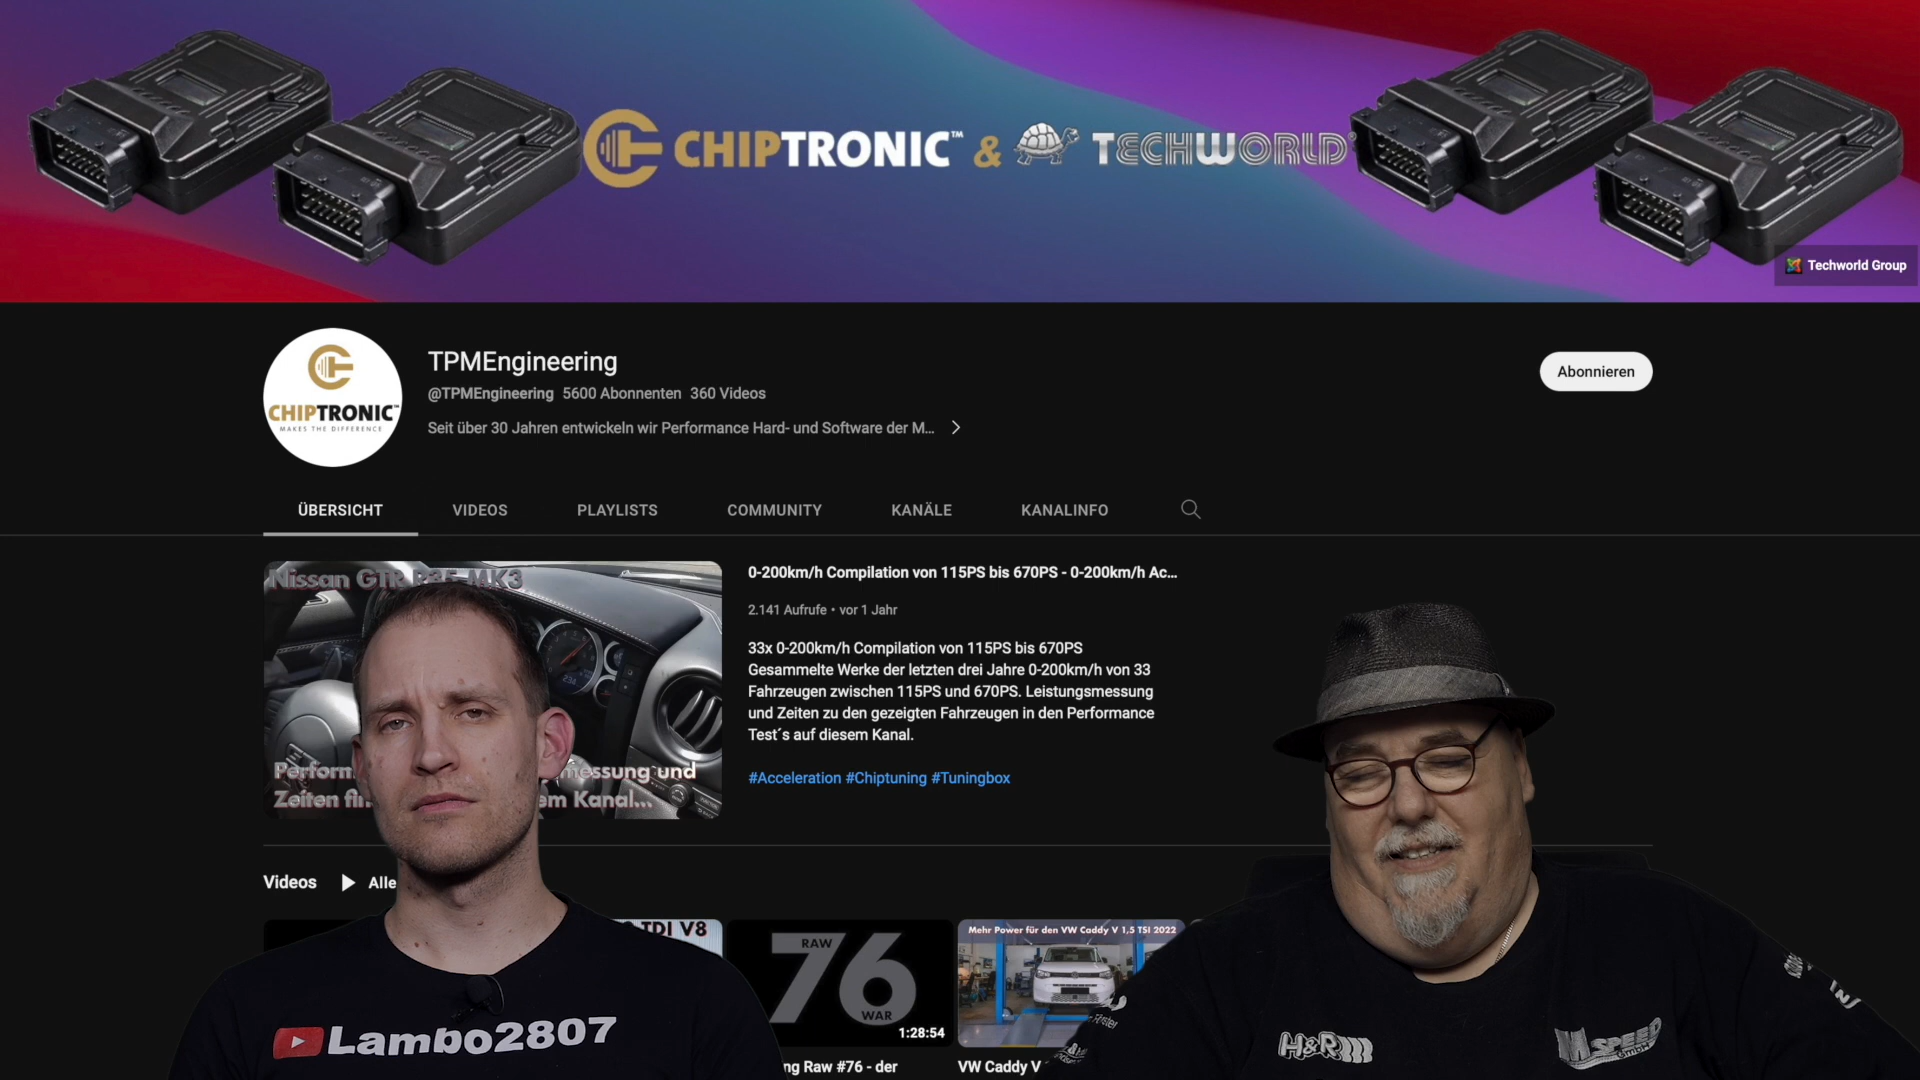 CHIPTRONIC™ & TECHWORLD®
Techworld Group
CHIPTRONIC
MAKES THE DIFFERENCE
TPMEngineering
@TPMEngineering 5600 Abonnenten 360 Videos
Seit über 30 Jahren entwickeln wir Performance Hard- und Software der M...
Abonnieren
ÜBERSICHT VIDEOS PLAYLISTS COMMUNITY KANÄLE KANALINFO
Nissan GTR R35 MK3
Perform
messung und
Zeiten fin
em Kanal...
0-200km/h Compilation von 115PS bis 670PS - 0-200km/h Ac...
2.141 Aufrufe • vor 1 Jahr
33x 0-200km/h Compilation von 115PS bis 670PS
Gesammelte Werke der letzten drei Jahre 0-200km/h von 33
Fahrzeugen zwischen 115PS und 670PS. Leistungsmessung
und Zeiten zu den gezeigten Fahrzeugen in den Performance
Test´s auf diesem Kanal.
#Acceleration #Chiptuning #Tuningbox
Videos Alle
TDI V8
RAW
76
WAR
1:28:54
Mehr Power für den VW Caddy V 1,5 TSI 2022
ng Raw #76 - der
VW Caddy V
Lambo2807
H&R
MSPEED
GmbH